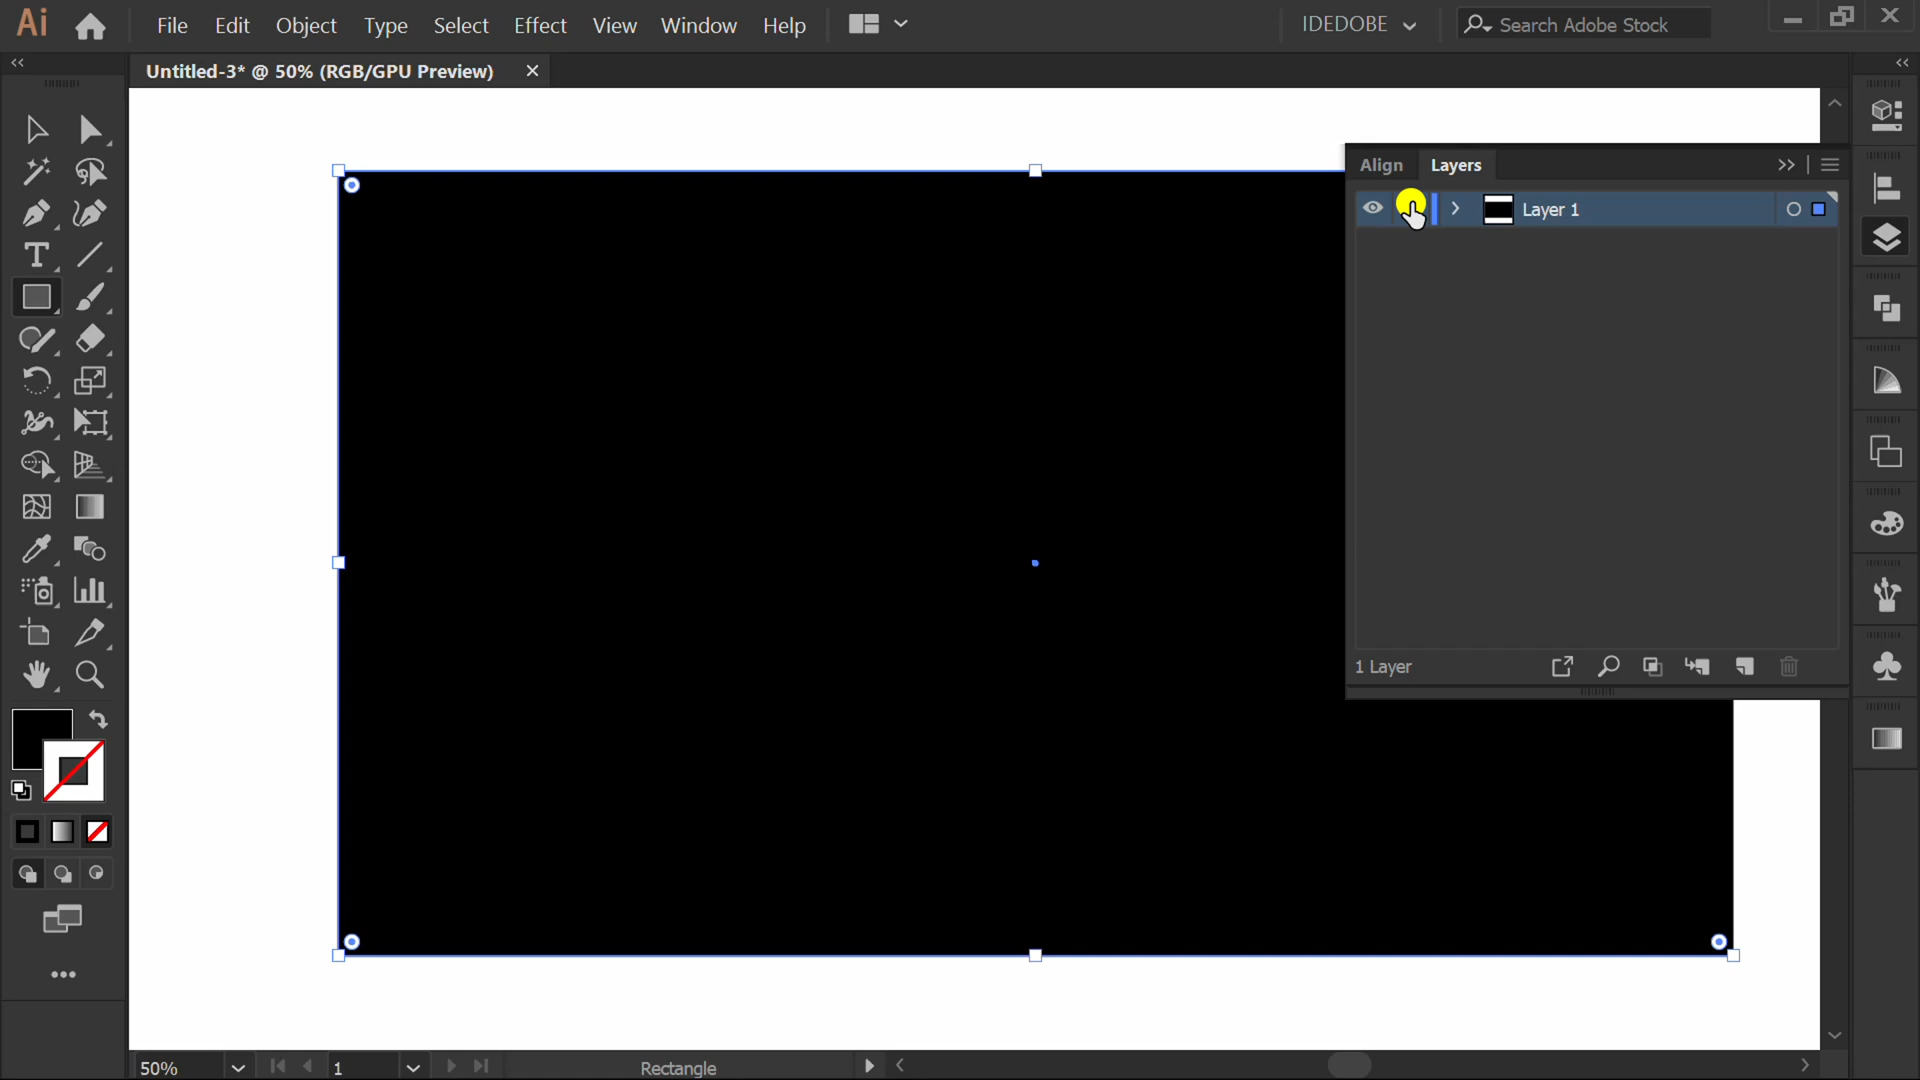 Ai File Edit Object Type Select Effect View Window Help IDEDOBE Search Adobe Stock
Untitled-3* @ 50% (RGB/GPU Preview)
Align Layers
Layer 1
1 Layer
50% 1 Rectangle